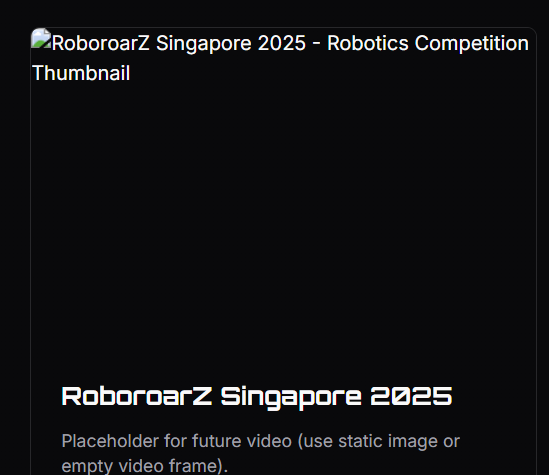 RoboroarZ Singapore 2025 - Robotics Competition
Thumbnail
RoboroarZ Singapore 2025
Placeholder for future video (use static image or
empty video frame).